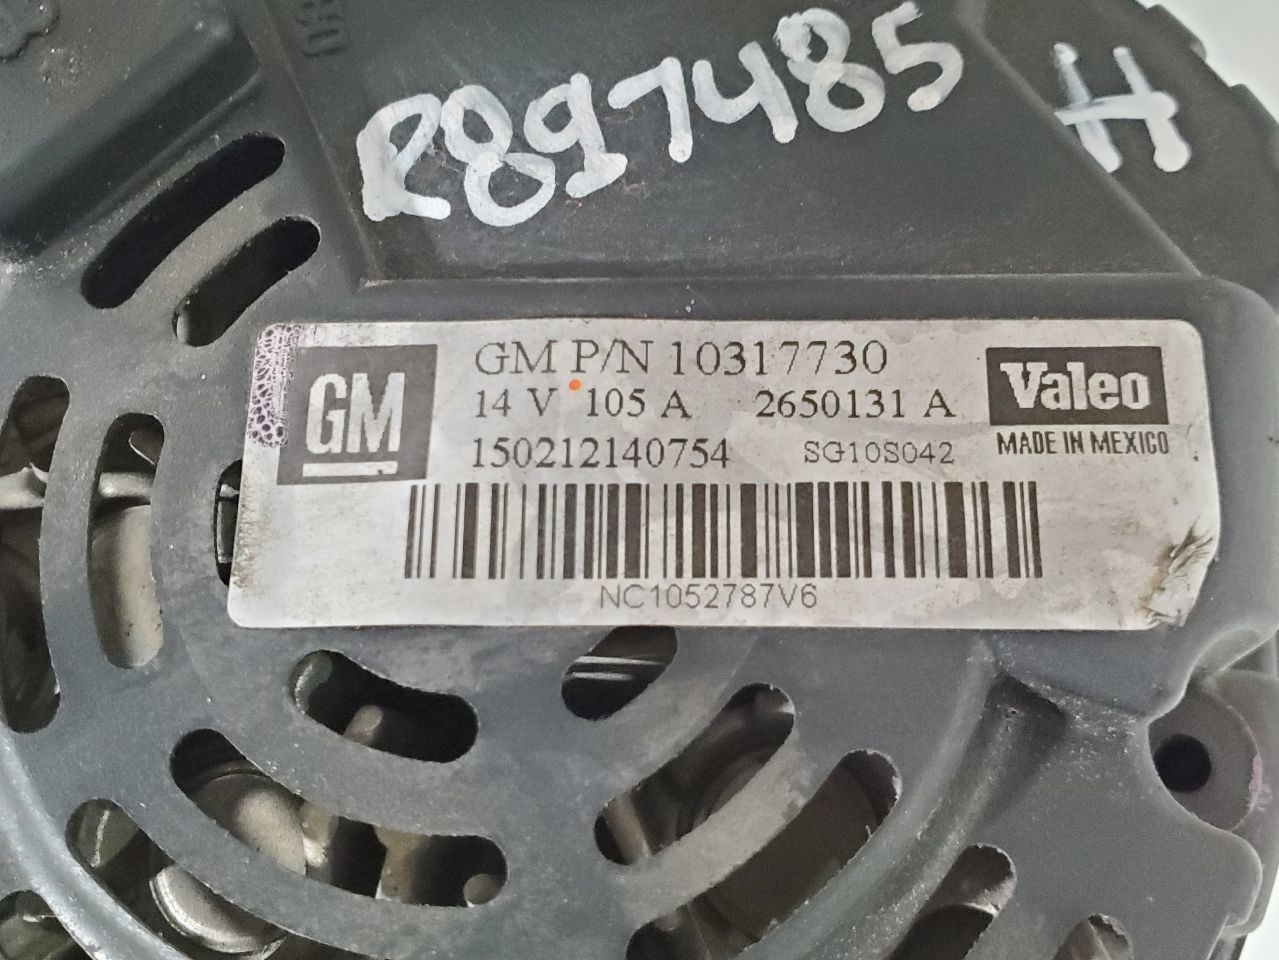 R897485
H
GM
GM P/N 10317730
14 V 105 A 2650131 A
150212140754 SG10S042
Valeo
MADE IN MEXICO
NC1052787V6